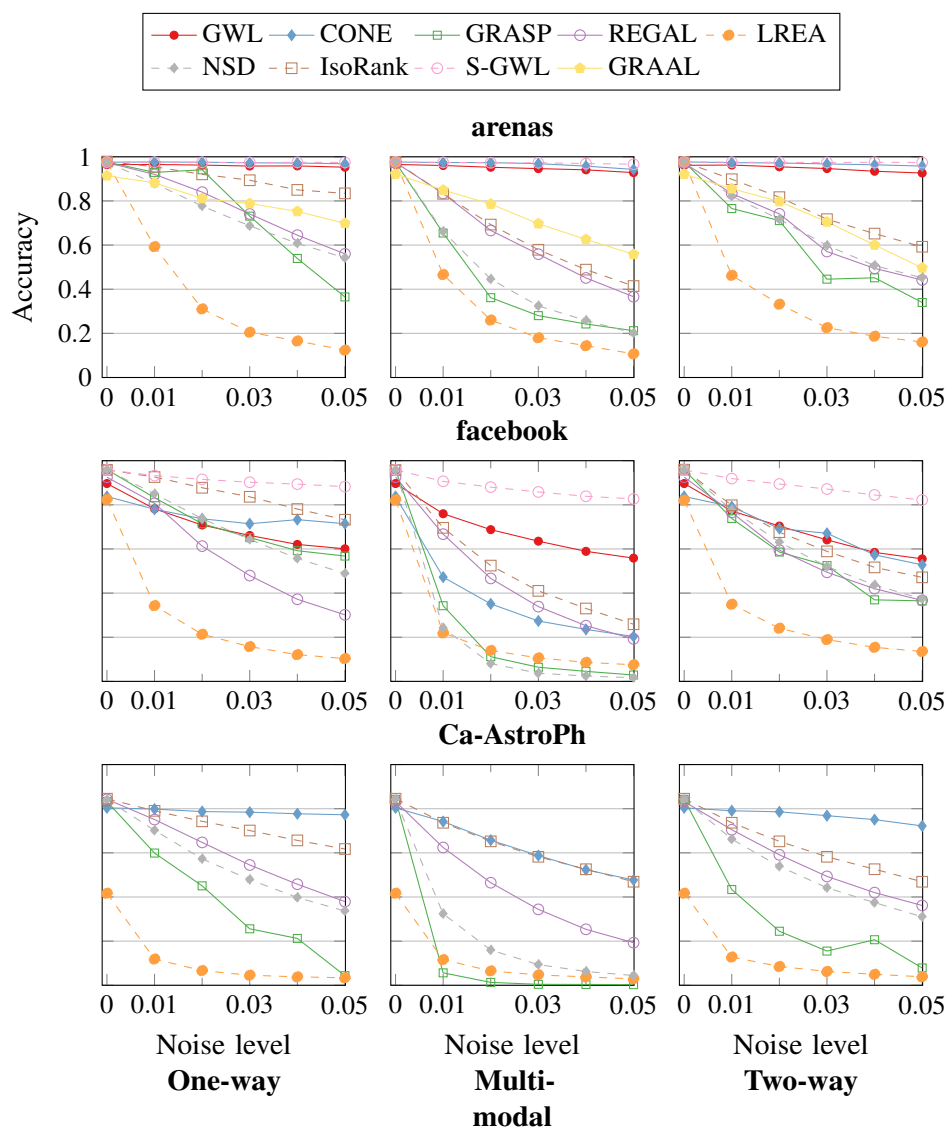 GWL CONE GRASP REGAL LREA
NSD IsoRank S-GWL GRAAL
arenas
1
0.8
0.6
0.4
0.2
0
Accuracy
0 0.01 0.03 0.05 0 0.01 0.03 0.05 0 0.01 0.03 0.05
facebook
0 0.01 0.03 0.05 0 0.01 0.03 0.05 0 0.01 0.03 0.05
Ca-AstroPh
0 0.01 0.03 0.05 0 0.01 0.03 0.05 0 0.01 0.03 0.05
Noise level Noise level Noise level
One-way Multi- Two-way
modal